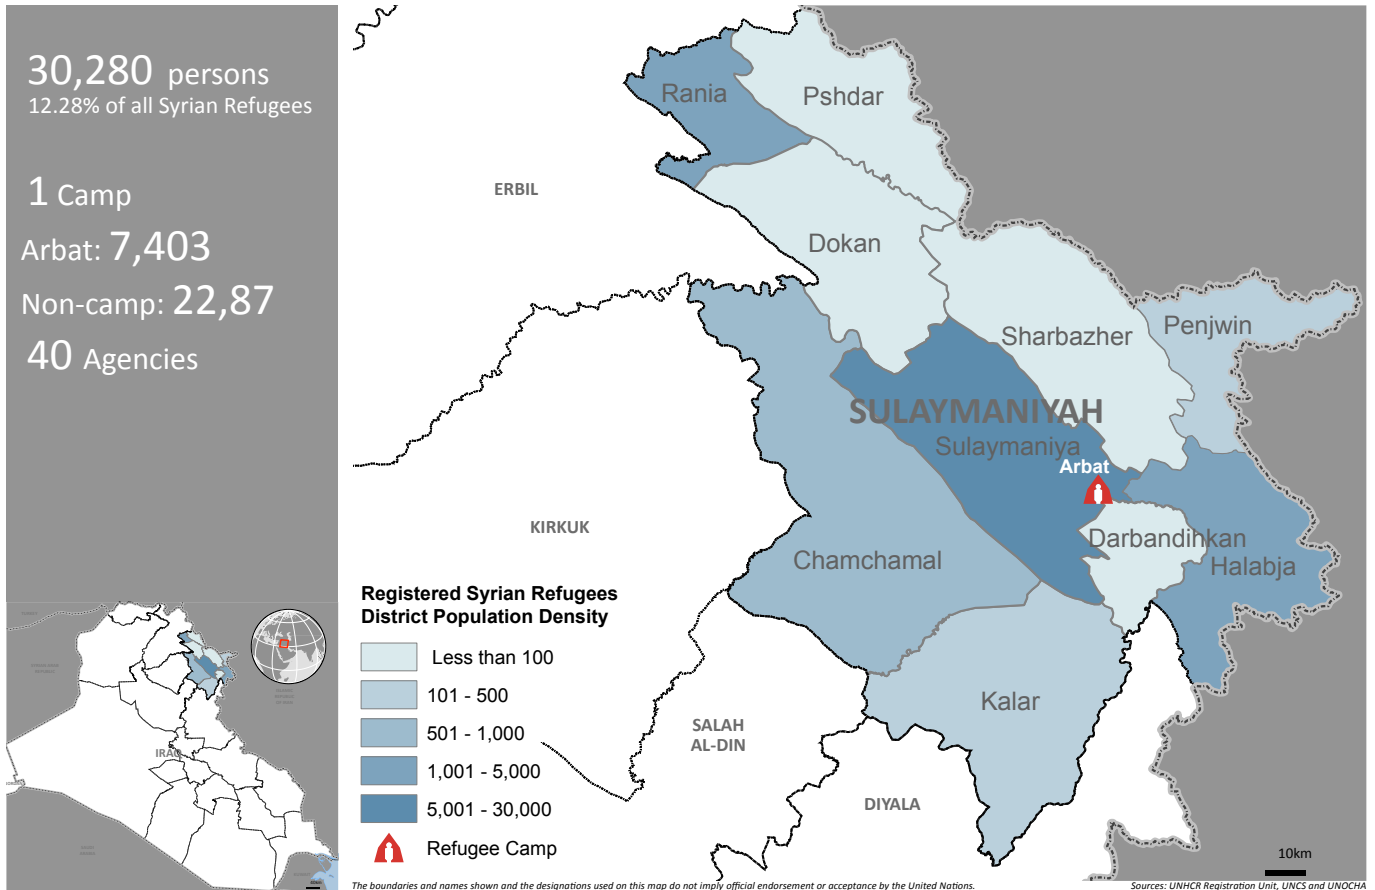 30,280 persons
12.28% of all Syrian Refugees
1 Camp
Arbat: 7,403
Non-camp: 22,87
40 Agencies
Rania
Pshdar
ERBIL
Dokan
Sharbazher
Penjwin
SULAYMANIYAH
Sulaymaniya
Arbat
KIRKUK
Darbandihkan
Chamchamal
Halabja
Registered Syrian Refugees
District Population Density
Less than 100
101 - 500
501 - 1,000
1,001 - 5,000
5,001 - 30,000
Refugee Camp
Kalar
SALAH
AL-DIN
DIYALA
IRAQ
10km
The boundaries and names shown and the designations used on this map do not imply official endorsement or acceptance by the United Nations.
Sources: UNHCR Registration Unit, UNCS and UNOCHA